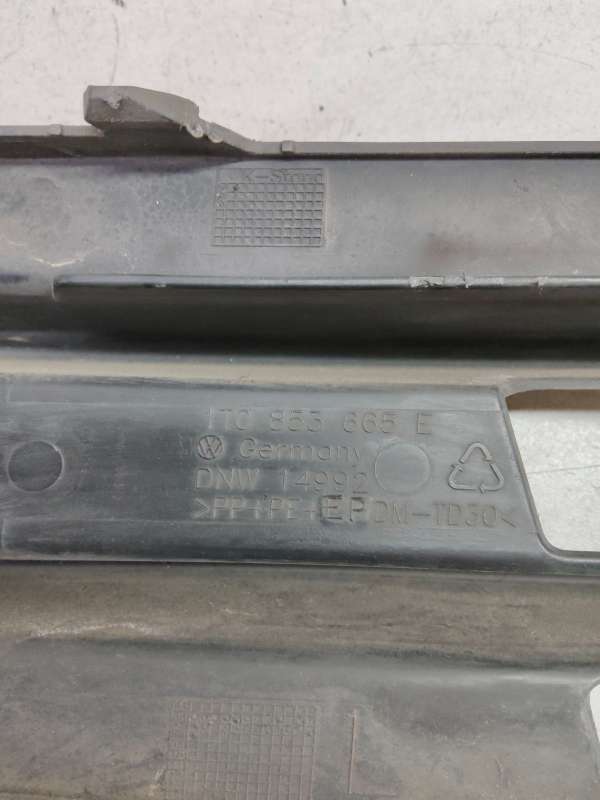 1T0 853 665 E
Germany
DNW 14992
>PP+PE+EPDM-TD30<
L